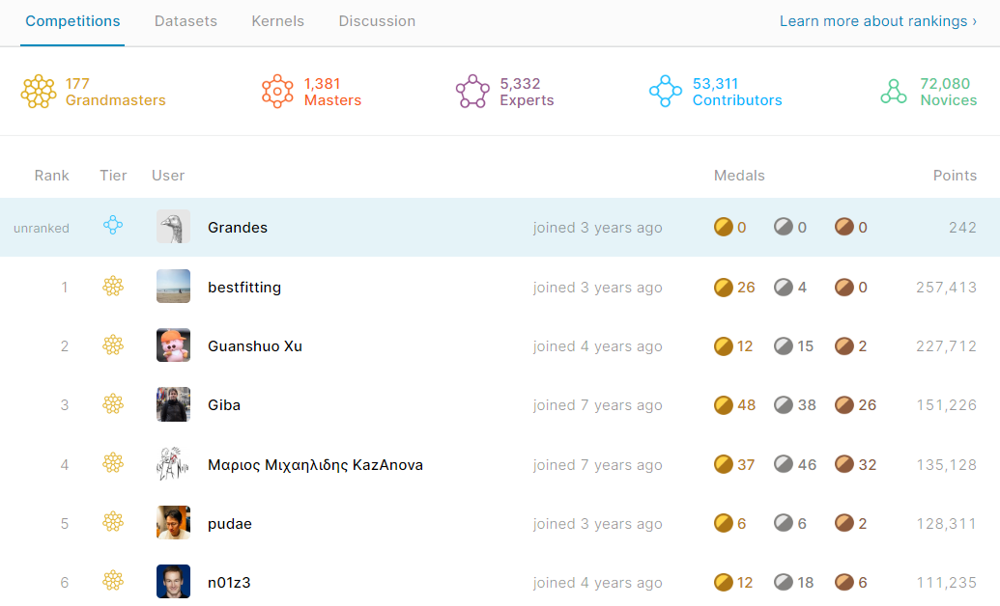 Competitions Datasets Kernels Discussion Learn more about rankings ›
177 1,381 5,332 53,311 72,080
Grandmasters Masters Experts Contributors Novices
Rank Tier User Medals Points
unranked Grandes joined 3 years ago 0 0 0 242
1 bestfitting joined 3 years ago 26 4 0 257,413
2 Guanshuo Xu joined 4 years ago 12 15 2 227,712
3 Giba joined 7 years ago 48 38 26 151,226
4 Μαριος Μιχαηλιδης KazAnova joined 7 years ago 37 46 32 135,128
5 pudae joined 3 years ago 6 6 2 128,311
6 n01z3 joined 4 years ago 12 18 6 111,235